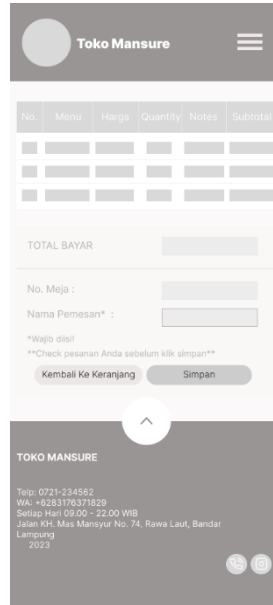 Toko Mansure
No. Menu Harga Quantity Notes Subtotal
TOTAL BAYAR
No. Meja :
Nama Pemesan* :
*Wajib diisi!
**Check pesanan Anda sebelum klik simpan**
Kembali Ke Keranjang Simpan
TOKO MANSURE
Telp: 0721-234562
WA: +6283176371829
Setiap Hari 09.00 - 22.00 WIB
Jalan KH. Mas Mansyur No. 74, Rawa Laut, Bandar
Lampung
2023